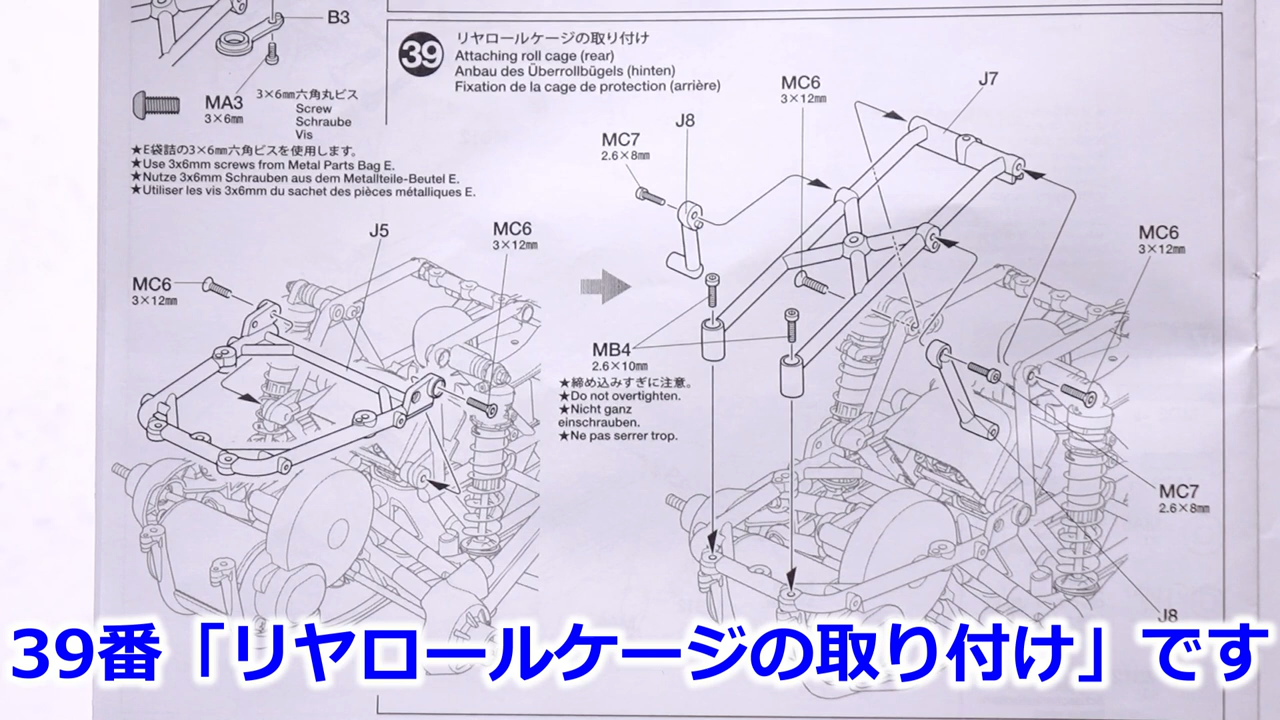 B3
MA3
3×6㎜
3×6㎜六角丸ビス
Screw
Schraube
Vis
★E袋詰の3×6㎜六角ビスを使用します。
★Use 3x6mm screws from Metal Parts Bag E.
★Nutze 3x6mm Schrauben aus dem Metallteile-Beutel E.
★Utiliser les vis 3x6mm du sachet des pièces métalliques E.
39
リヤロールケージの取り付け
Attaching roll cage (rear)
Anbau des Überrollbügels (hinten)
Fixation de la cage de protection (arrière)
J5
MC6
3×12㎜
MC6
3×12㎜
MC6
3×12㎜
J7
J8
MC7
2.6×8㎜
MC6
3×12㎜
MB4
2.6×10㎜
★締め込みすぎに注意。
★Do not overtighten.
★Nicht ganz
einschrauben.
★Ne pas serrer trop.
MC7
2.6×8㎜
J8
39番「リヤロールケージの取り付け」です